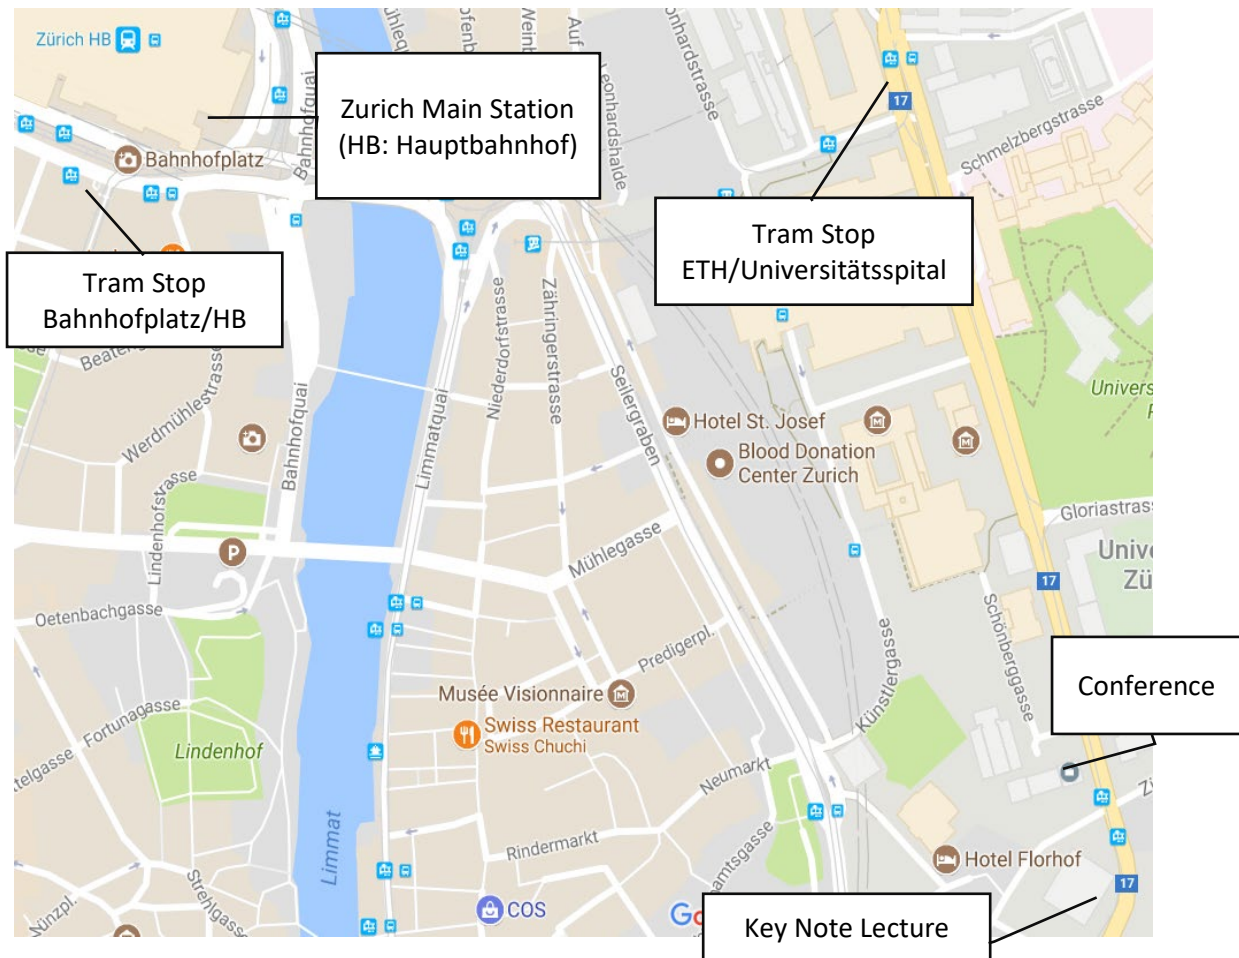 Zürich HB
Zurich Main Station
(HB: Hauptbahnhof)
Bahnhofquai
Leonhardshalde
Leonhardstrasse
17
Schmelzbergstrasse
Bahnhofplatz
Tram Stop
Bahnhofplatz/HB
Tram Stop
ETH/Universitätsspital
Werdmühlestrasse
Bahnhofquai
Limmatquai
Niederdorfstrasse
Zähringerstrasse
Seilergraben
Hotel St. Josef
Blood Donation
Center Zurich
Lindenhofstrasse
P
Mühlegasse
Oetenbachgasse
17
Künstlergasse
Schönberggasse
Predigerpl.
Musée Visionnaire
Swiss Restaurant
Swiss Chuchi
Conference
Fortunagasse
Lindenhof
Neumarkt
Limmat
Rindermarkt
Hotel Florhof
17
Strehlgasse
COS
Key Note Lecture